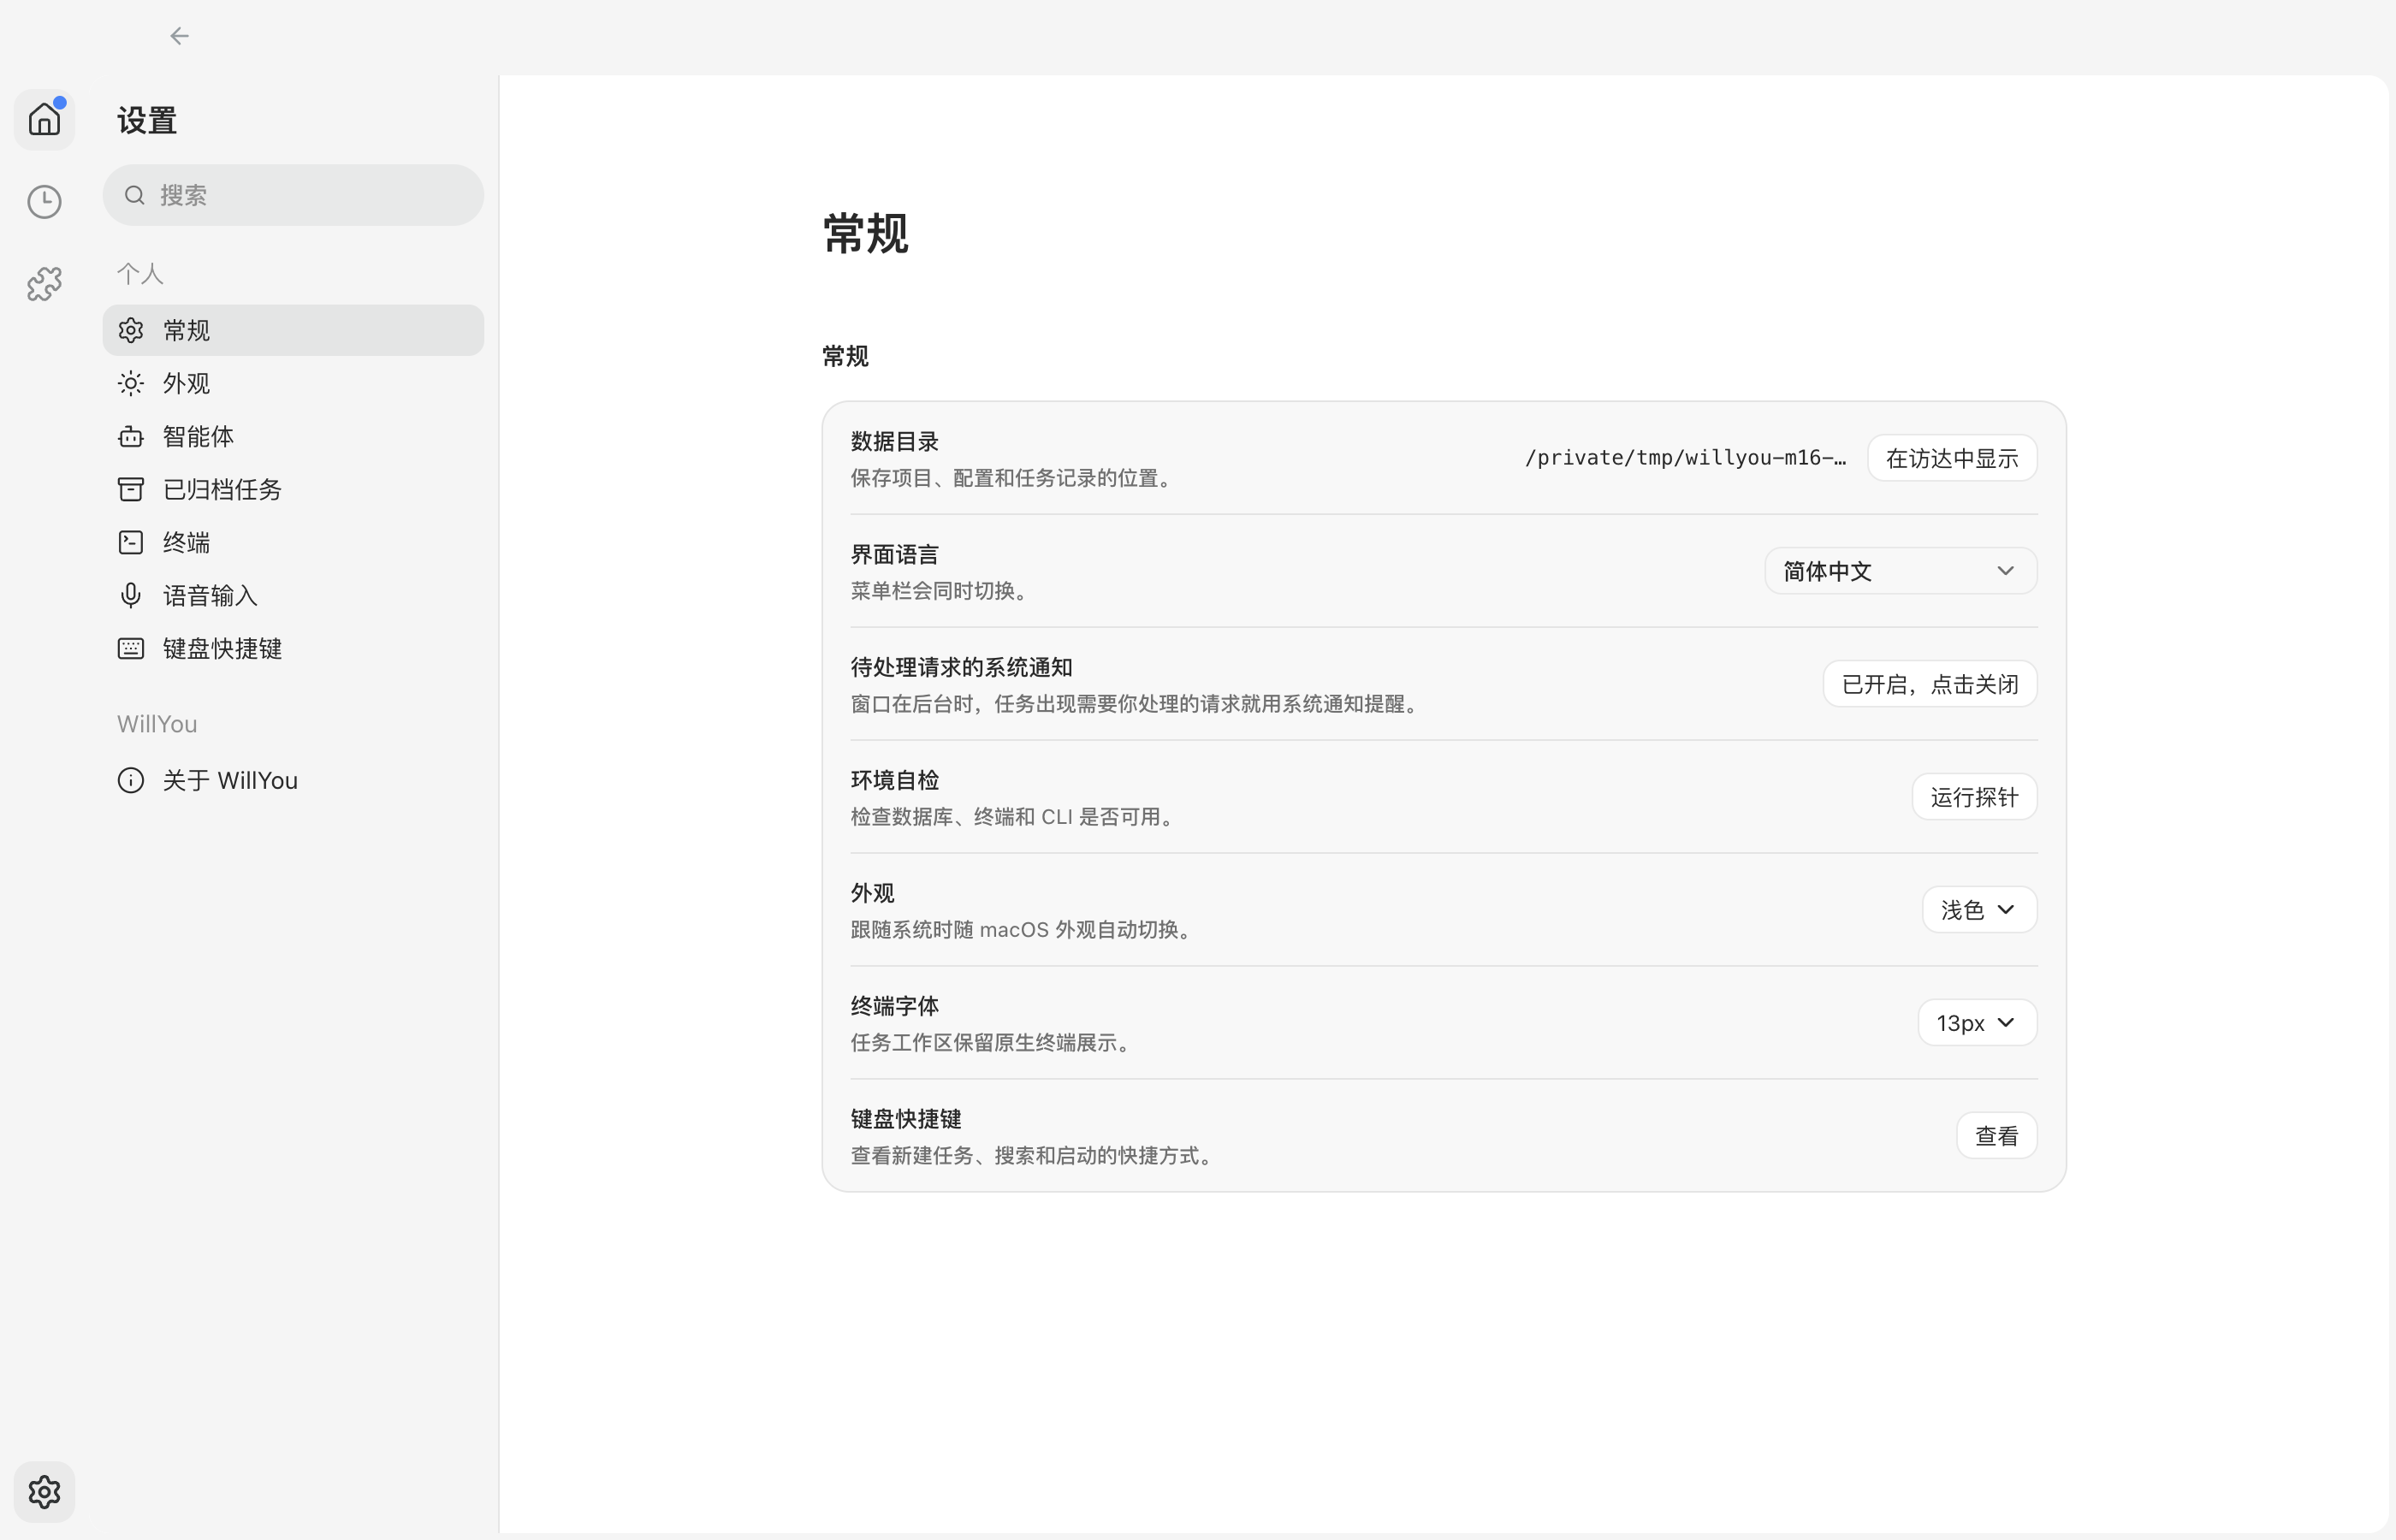 设置
搜索
个人
常规
外观
智能体
已归档任务
终端
语音输入
键盘快捷键
WillYou
关于 WillYou
常规
常规
数据目录
保存项目、配置和任务记录的位置。
/private/tmp/willyou-m16-…
在访达中显示
界面语言
菜单栏会同时切换。
简体中文
待处理请求的系统通知
窗口在后台时，任务出现需要你处理的请求就用系统通知提醒。
已开启，点击关闭
环境自检
检查数据库、终端和 CLI 是否可用。
运行探针
外观
跟随系统时随 macOS 外观自动切换。
浅色
终端字体
任务工作区保留原生终端展示。
13px
键盘快捷键
查看新建任务、搜索和启动的快捷方式。
查看